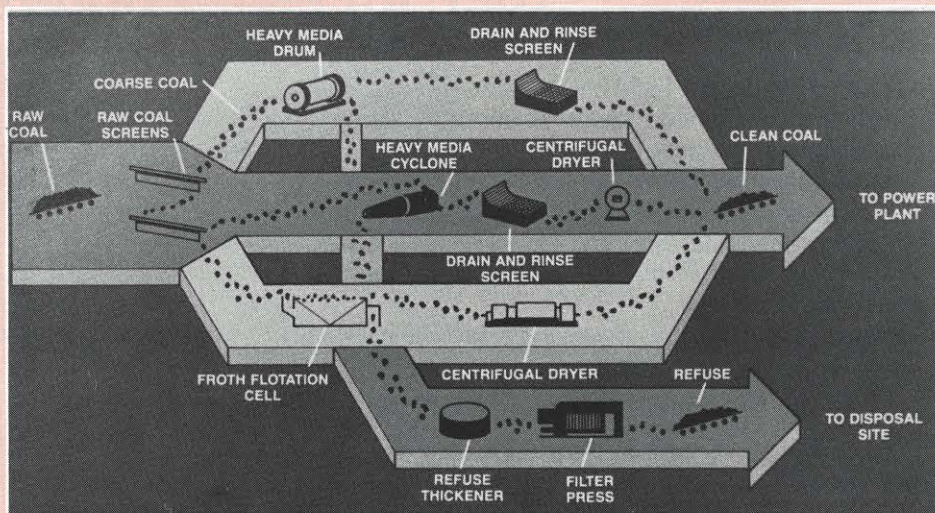 HEAVY MEDIA
DRUM
DRAIN AND RINSE
SCREEN
COARSE COAL
RAW
COAL
RAW COAL
SCREENS
HEAVY MEDIA
CYCLONE
CENTRIFUGAL
DRYER
CLEAN COAL
TO POWER
PLANT
DRAIN AND RINSE
SCREEN
FROTH FLOTATION
CELL
CENTRIFUGAL DRYER
REFUSE
TO DISPOSAL
SITE
REFUSE
THICKENER
FILTER
PRESS